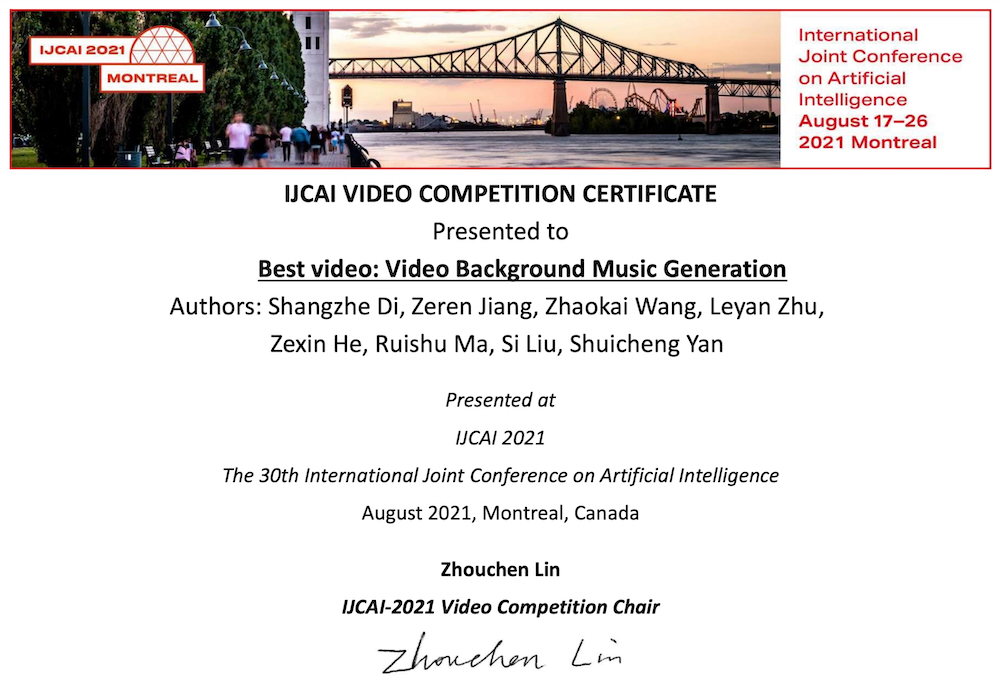 IJCAI 2021
MONTREAL
International
Joint Conference
on Artificial
Intelligence
August 17–26
2021 Montreal
IJCAI VIDEO COMPETITION CERTIFICATE
Presented to
Best video: Video Background Music Generation
Authors: Shangzhe Di, Zeren Jiang, Zhaokai Wang, Leyan Zhu,
Zexin He, Ruishu Ma, Si Liu, Shuicheng Yan
Presented at
IJCAI 2021
The 30th International Joint Conference on Artificial Intelligence
August 2021, Montreal, Canada
Zhouchen Lin
IJCAI-2021 Video Competition Chair
Zhouchen Lin